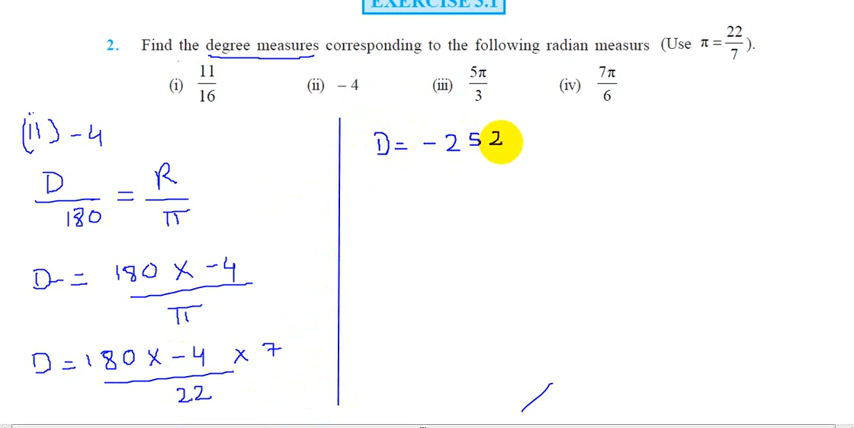 EXERCISE 3.1
2. Find the degree measures corresponding to the following radian measurs (Use π = 22/7).
(i) 11/16 (ii) – 4 (iii) 5π/3 (iv) 7π/6
(ii) -4
D/180 = R/π
D = 180 x -4/π
D = 180 x -4 x 7/22
D = -252